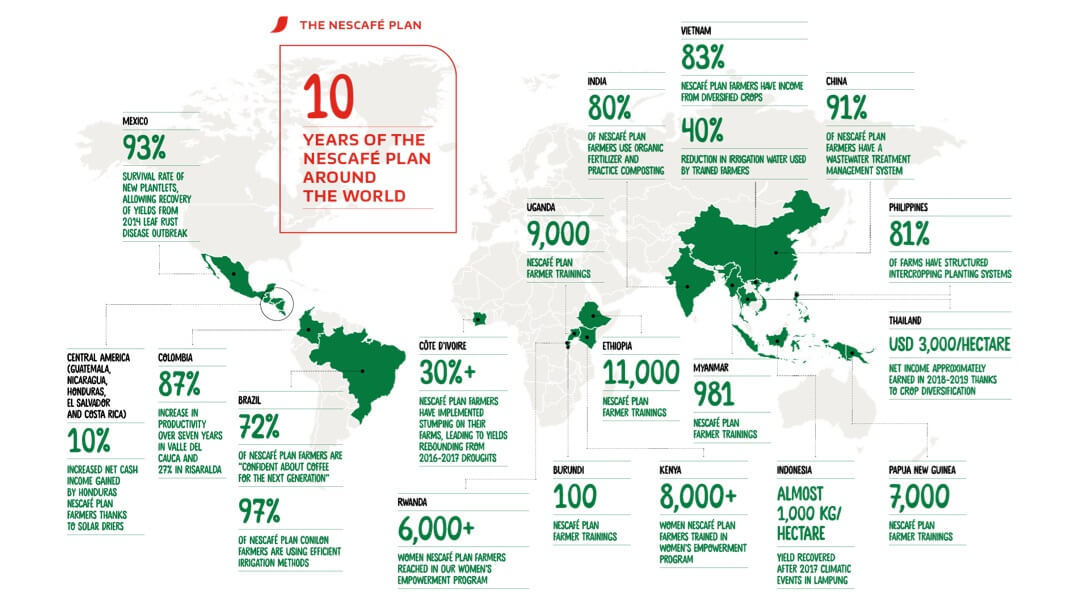 THE NESCAFÉ PLAN
10
YEARS OF THE
NESCAFÉ PLAN
AROUND
THE WORLD
MEXICO
93%
SURVIVAL RATE OF
NEW PLANTLETS,
ALLOWING RECOVERY
OF YIELDS FROM
2014 LEAF RUST
DISEASE OUTBREAK
CENTRAL AMERICA
(GUATEMALA,
NICARAGUA,
HONDURAS,
EL SALVADOR
AND COSTA RICA)
10%
INCREASED NET CASH
INCOME GAINED
BY HONDURAS
NESCAFÉ PLAN
FARMERS THANKS
TO SOLAR DRIERS
COLOMBIA
87%
INCREASE IN
PRODUCTIVITY
OVER SEVEN YEARS
IN VALLE DEL
CAUCA AND
27% IN RISARALDA
BRAZIL
72%
OF NESCAFÉ PLAN FARMERS ARE
"CONFIDENT ABOUT COFFEE
FOR THE NEXT GENERATION"
97%
OF NESCAFÉ PLAN CONILON
FARMERS ARE USING EFFICIENT
IRRIGATION METHODS
CÔTE D'IVOIRE
30%+
NESCAFÉ PLAN FARMERS
HAVE IMPLEMENTED
STUMPING ON THEIR
FARMS, LEADING TO YIELDS
REBOUNDING FROM
2016-2017 DROUGHTS
RWANDA
6,000+
WOMEN NESCAFÉ PLAN FARMERS
REACHED IN OUR WOMEN'S
EMPOWERMENT PROGRAM
UGANDA
9,000
NESCAFÉ PLAN
FARMER TRAININGS
BURUNDI
100
NESCAFÉ PLAN
FARMER TRAININGS
ETHIOPIA
11,000
NESCAFÉ PLAN
FARMER TRAININGS
KENYA
8,000+
WOMEN NESCAFÉ PLAN
FARMERS TRAINED IN
WOMEN'S EMPOWERMENT
PROGRAM
INDIA
80%
OF NESCAFÉ PLAN
FARMERS USE ORGANIC
FERTILIZER AND
PRACTICE COMPOSTING
VIETNAM
83%
NESCAFÉ PLAN FARMERS HAVE INCOME
FROM DIVERSIFIED CROPS
40%
REDUCTION IN IRRIGATION WATER USED
BY TRAINED FARMERS
CHINA
91%
OF NESCAFÉ PLAN
FARMERS HAVE A
WASTEWATER TREATMENT
MANAGEMENT SYSTEM
PHILIPPINES
81%
OF FARMS HAVE STRUCTURED
INTERCROPPING PLANTING SYSTEMS
THAILAND
USD 3,000/HECTARE
NET INCOME APPROXIMATELY
EARNED IN 2018-2019 THANKS
TO CROP DIVERSIFICATION
MYANMAR
981
NESCAFÉ PLAN
FARMER TRAININGS
INDONESIA
ALMOST
1,000 KG/
HECTARE
YIELD RECOVERED
AFTER 2017 CLIMATIC
EVENTS IN LAMPUNG
PAPUA NEW GUINEA
7,000
NESCAFÉ PLAN
FARMER TRAININGS